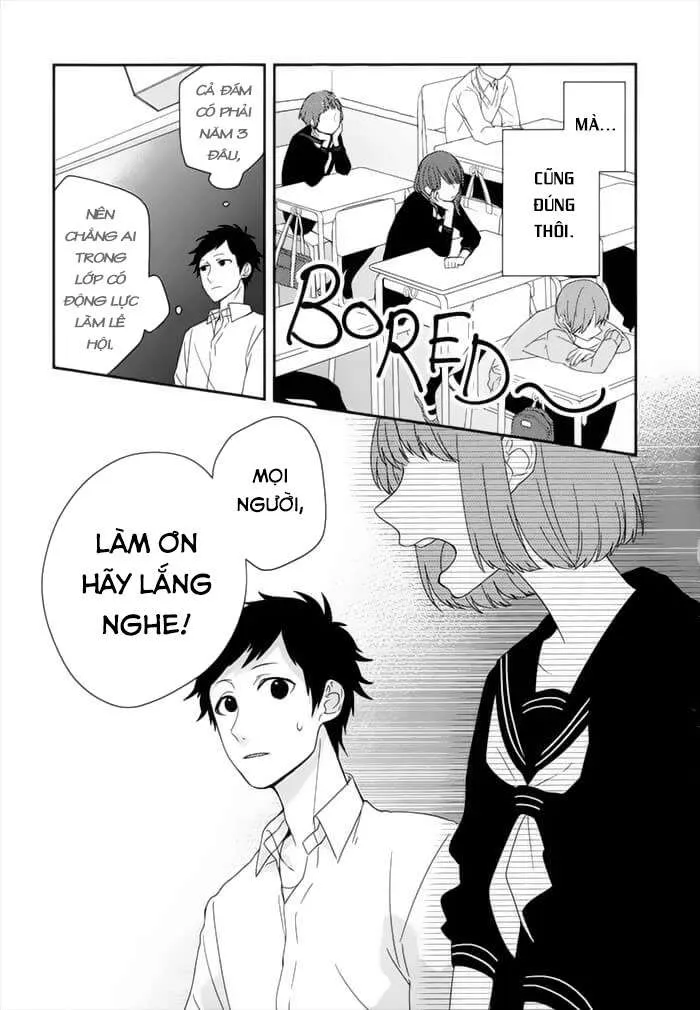 MÀ...
CŨNG
ĐÚNG
THÔI.
BORED~
CẢ ĐÁM
CÓ PHẢI
NĂM 3
ĐÂU,
NÊN
CHẲNG AI
TRONG
LỚP CÓ
ĐỘNG LỰC
LÀM LỄ
HỘI.
MỌI
NGƯỜI,
LÀM ƠN
HÃY LẮNG
NGHE!